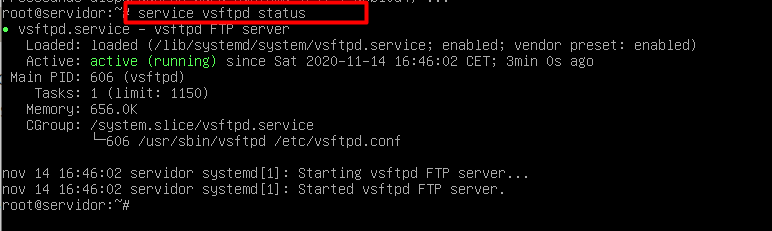 root@servidor:~# service vsftpd status
● vsftpd.service - vsftpd FTP server
Loaded: loaded (/lib/systemd/system/vsftpd.service; enabled; vendor preset: enabled)
Active: active (running) since Sat 2020-11-14 16:46:02 CET; 3min 0s ago
Main PID: 606 (vsftpd)
Tasks: 1 (limit: 1150)
Memory: 656.0K
CGroup: /system.slice/vsftpd.service
└─606 /usr/sbin/vsftpd /etc/vsftpd.conf
nov 14 16:46:02 servidor systemd[1]: Starting vsftpd FTP server...
nov 14 16:46:02 servidor systemd[1]: Started vsftpd FTP server.
root@servidor:~#